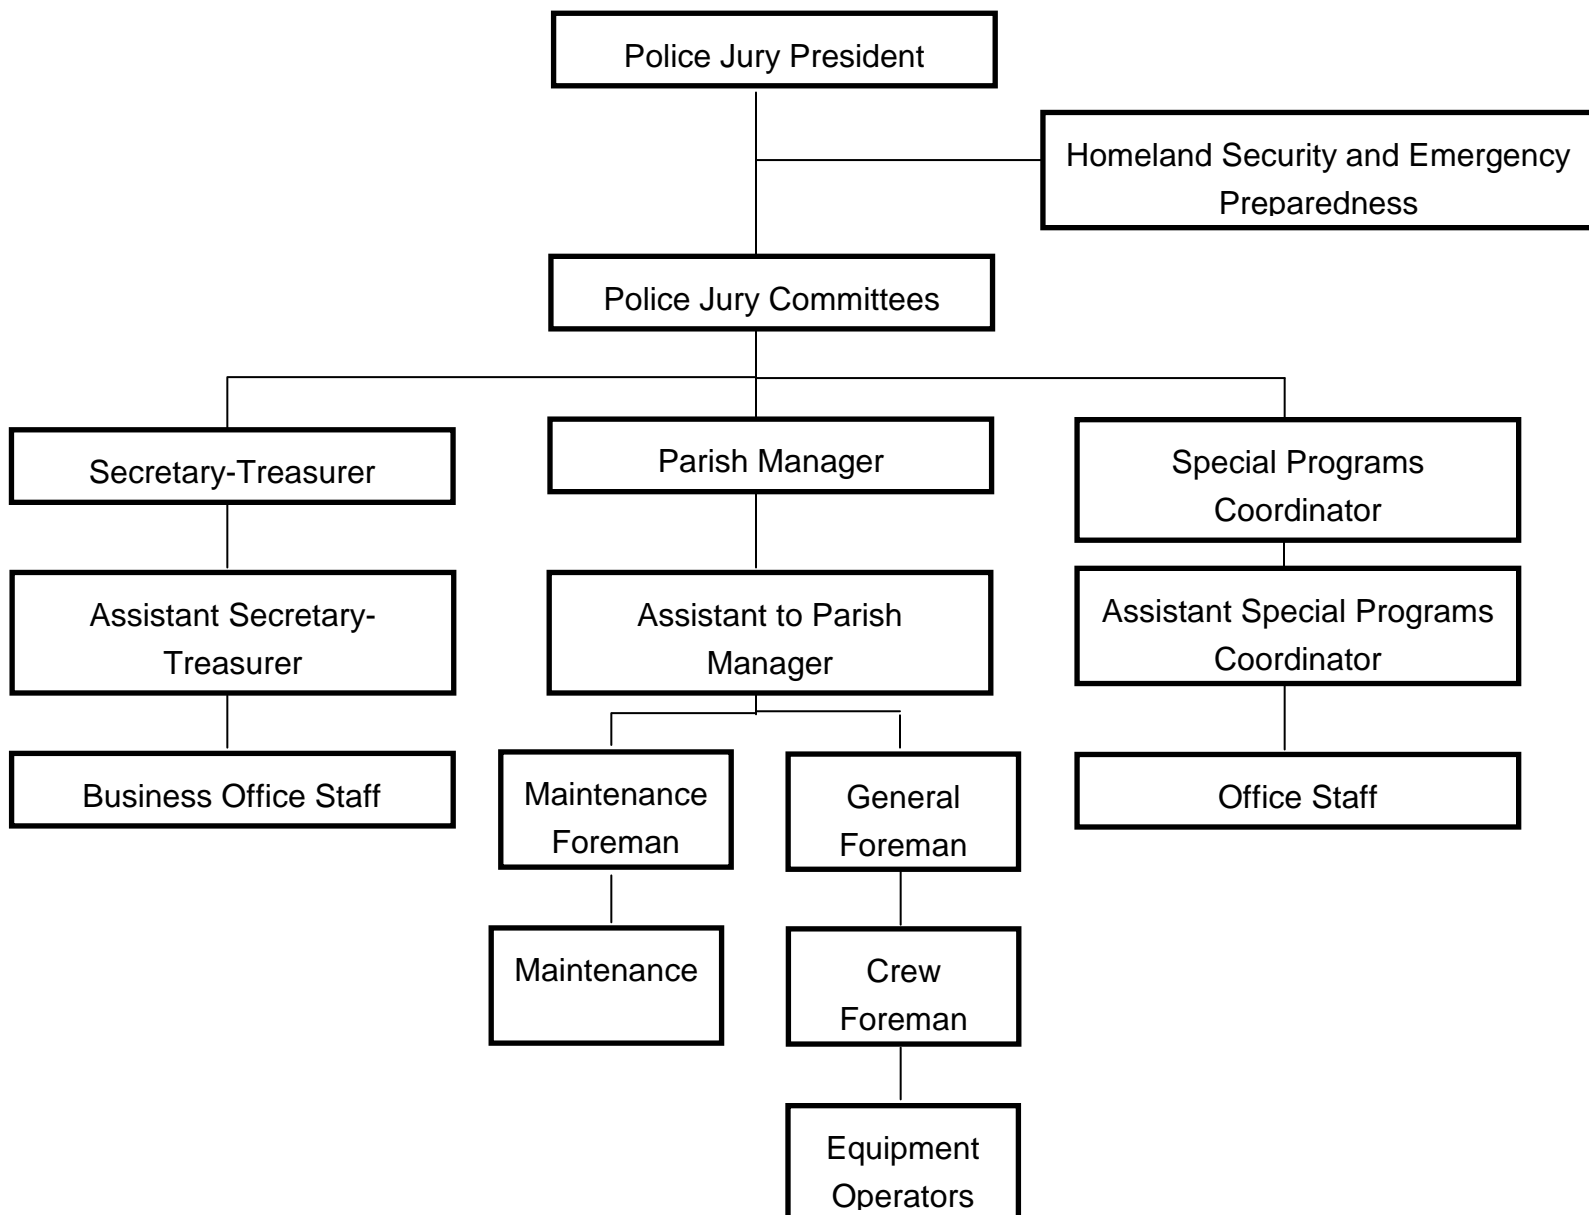 Police Jury President
Homeland Security and Emergency
Preparedness
Police Jury Committees
Secretary-Treasurer
Parish Manager
Special Programs
Coordinator
Assistant Secretary-
Treasurer
Assistant to Parish
Manager
Assistant Special Programs
Coordinator
Business Office Staff
Maintenance
Foreman
General
Foreman
Office Staff
Maintenance
Crew
Foreman
Equipment
Operators